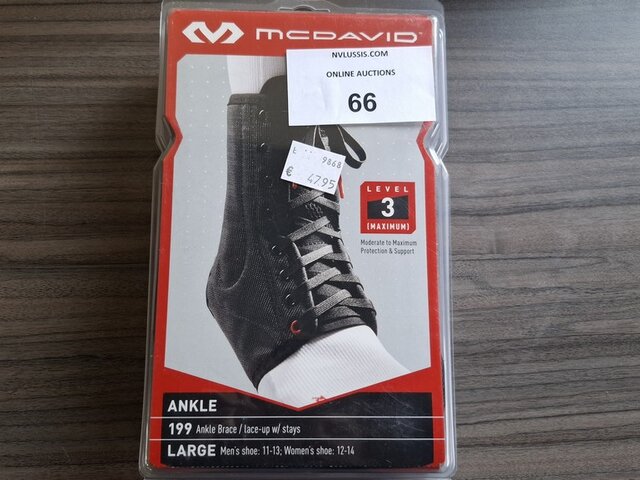 McDAVID
NVLUSSIS.COM
ONLINE AUCTIONS
66
9868
€ 47.95
LEVEL
3
[MAXIMUM]
Moderate to Maximum
Protection & Support
ANKLE
199 Ankle Brace / lace-up w/ stays
LARGE Men's shoe: 11-13; Women's shoe: 12-14